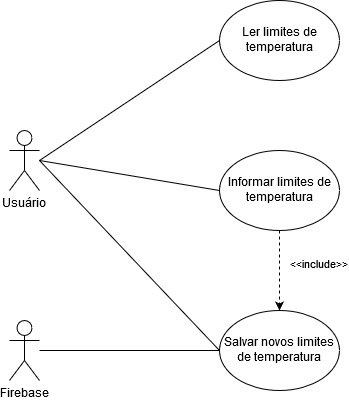 Ler limites de
temperatura
Usuário
Informar limites de
temperatura
<<include>>
Salvar novos limites
de temperatura
Firebase